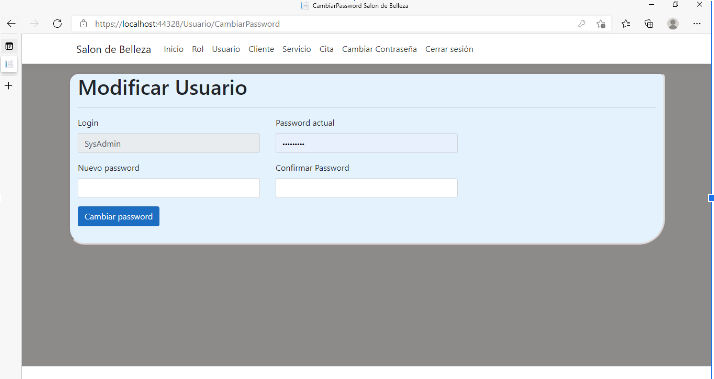 CambiarPassword Salon de Belleza
https://localhost:44328/Usuario/CambiarPassword
Salon de Belleza Inicio Rol Usuario Cliente Servicio Cita Cambiar Contraseña Cerrar sesión
Modificar Usuario
Login Password actual
SysAdmin •••••••••
Nuevo password Confirmar Password
Cambiar password